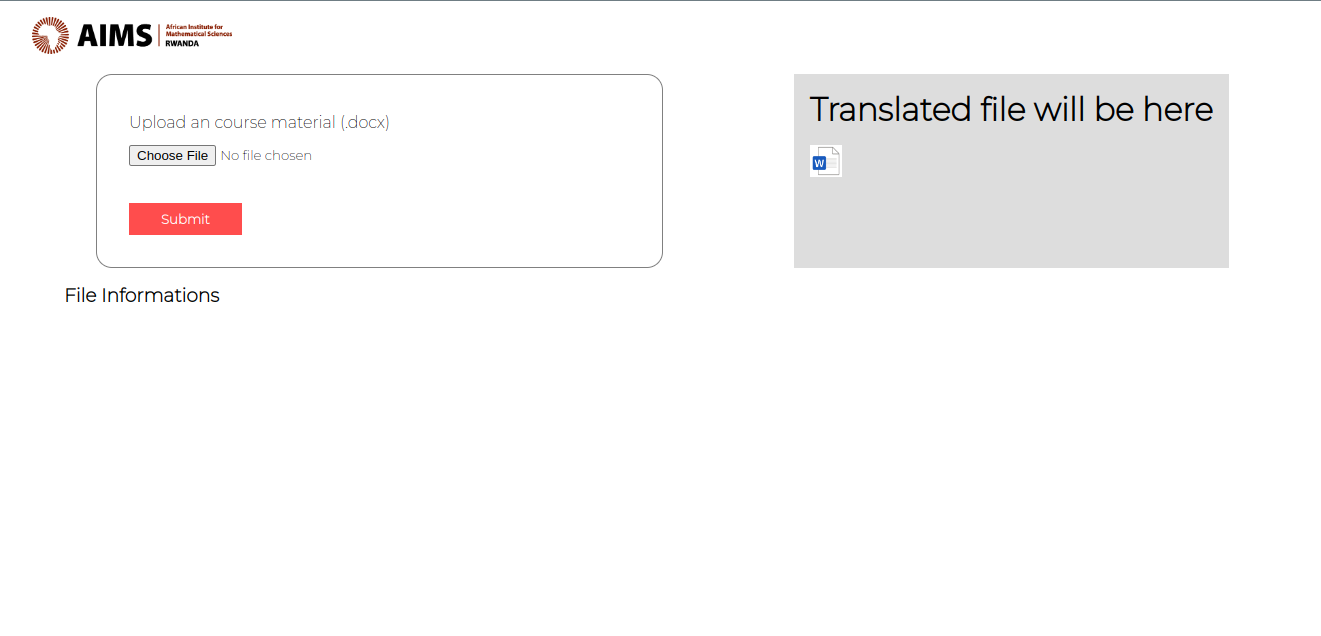 AIMS
African Institute for
Mathematical Sciences
RWANDA
Upload an course material (.docx)
Choose File No file chosen
Submit
Translated file will be here
W
File Informations